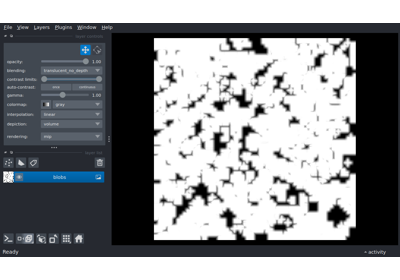 File View Layers Plugins Window Help
opacity: 1.00
blending: translucent_no_depth
contrast limits:
auto-contrast: once continuous
gamma: 1.00
colormap: gray
interpolation: linear
depiction: volume
rendering: mip
blobs
Ready
activity